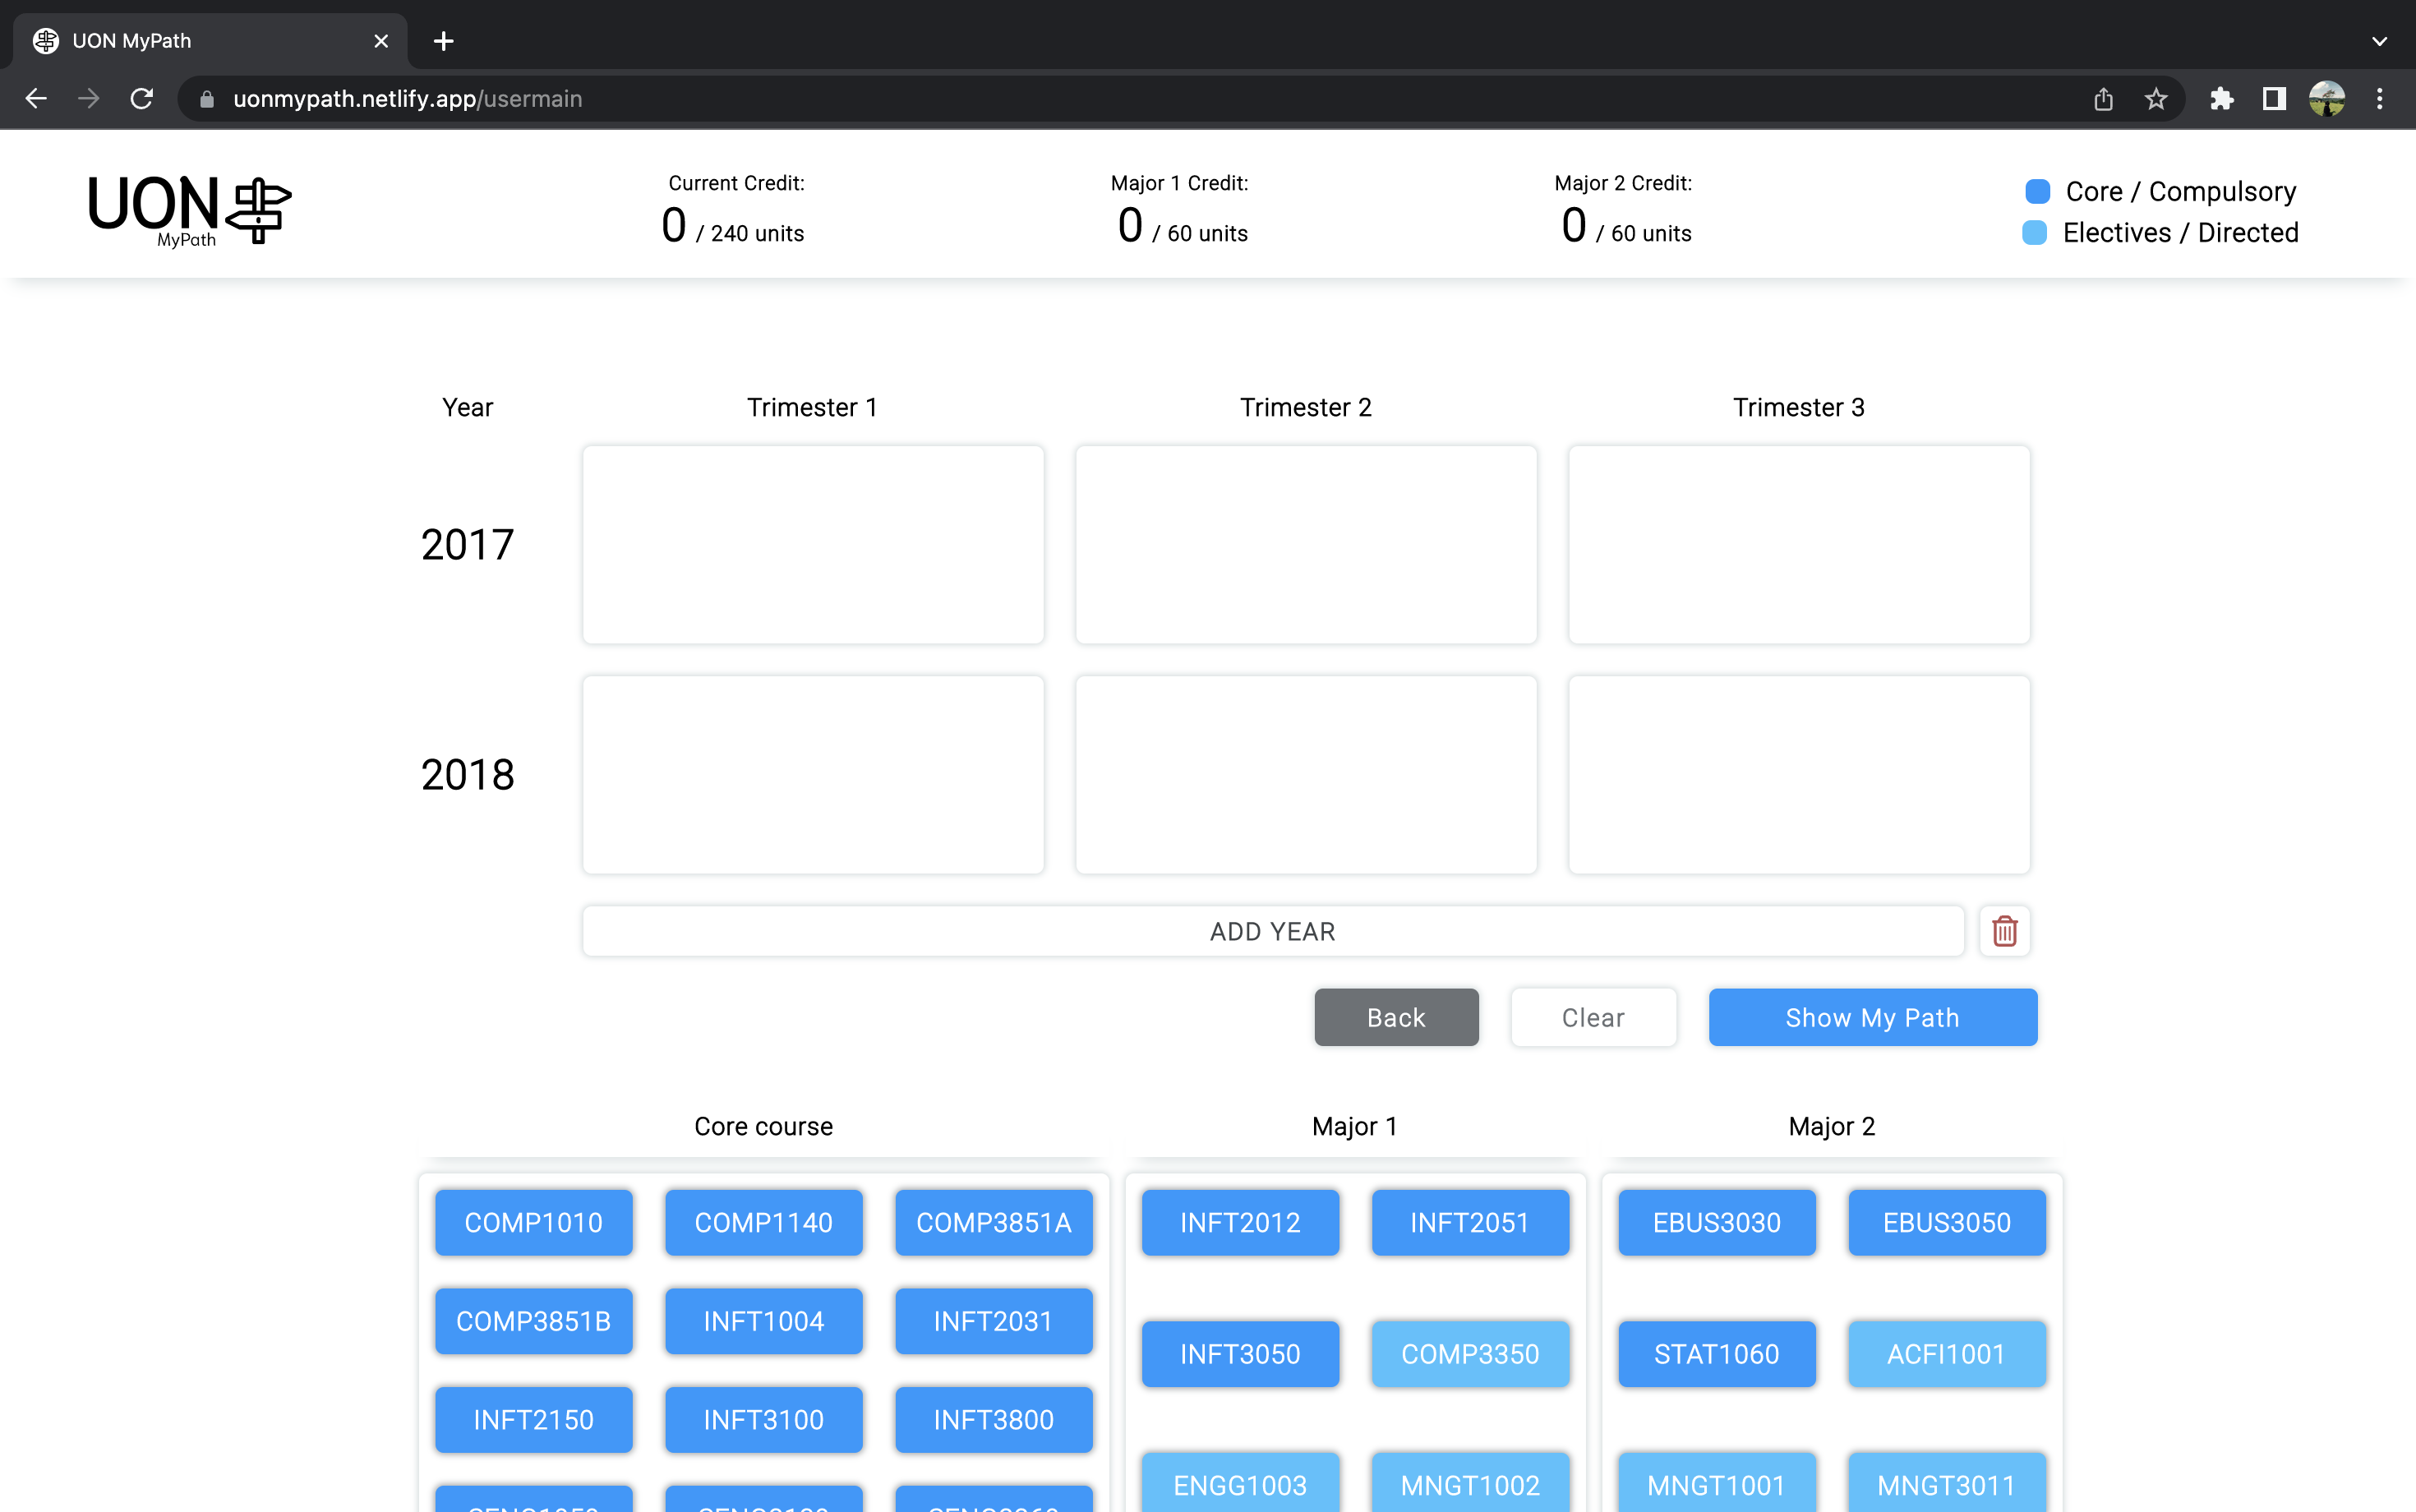 UON MyPath
uonmypath.netlify.app/usermain
UON
MyPath
Current Credit:
0 / 240 units
Major 1 Credit:
0 / 60 units
Major 2 Credit:
0 / 60 units
Core / Compulsory
Electives / Directed
Year Trimester 1 Trimester 2 Trimester 3
2017
2018
ADD YEAR
Back Clear Show My Path
Core course Major 1 Major 2
COMP1010 COMP1140 COMP3851A INFT2012 INFT2051 EBUS3030 EBUS3050
COMP3851B INFT1004 INFT2031
INFT3050 COMP3350 STAT1060 ACFI1001
INFT2150 INFT3100 INFT3800
ENGG1003 MNGT1002 MNGT1001 MNGT3011